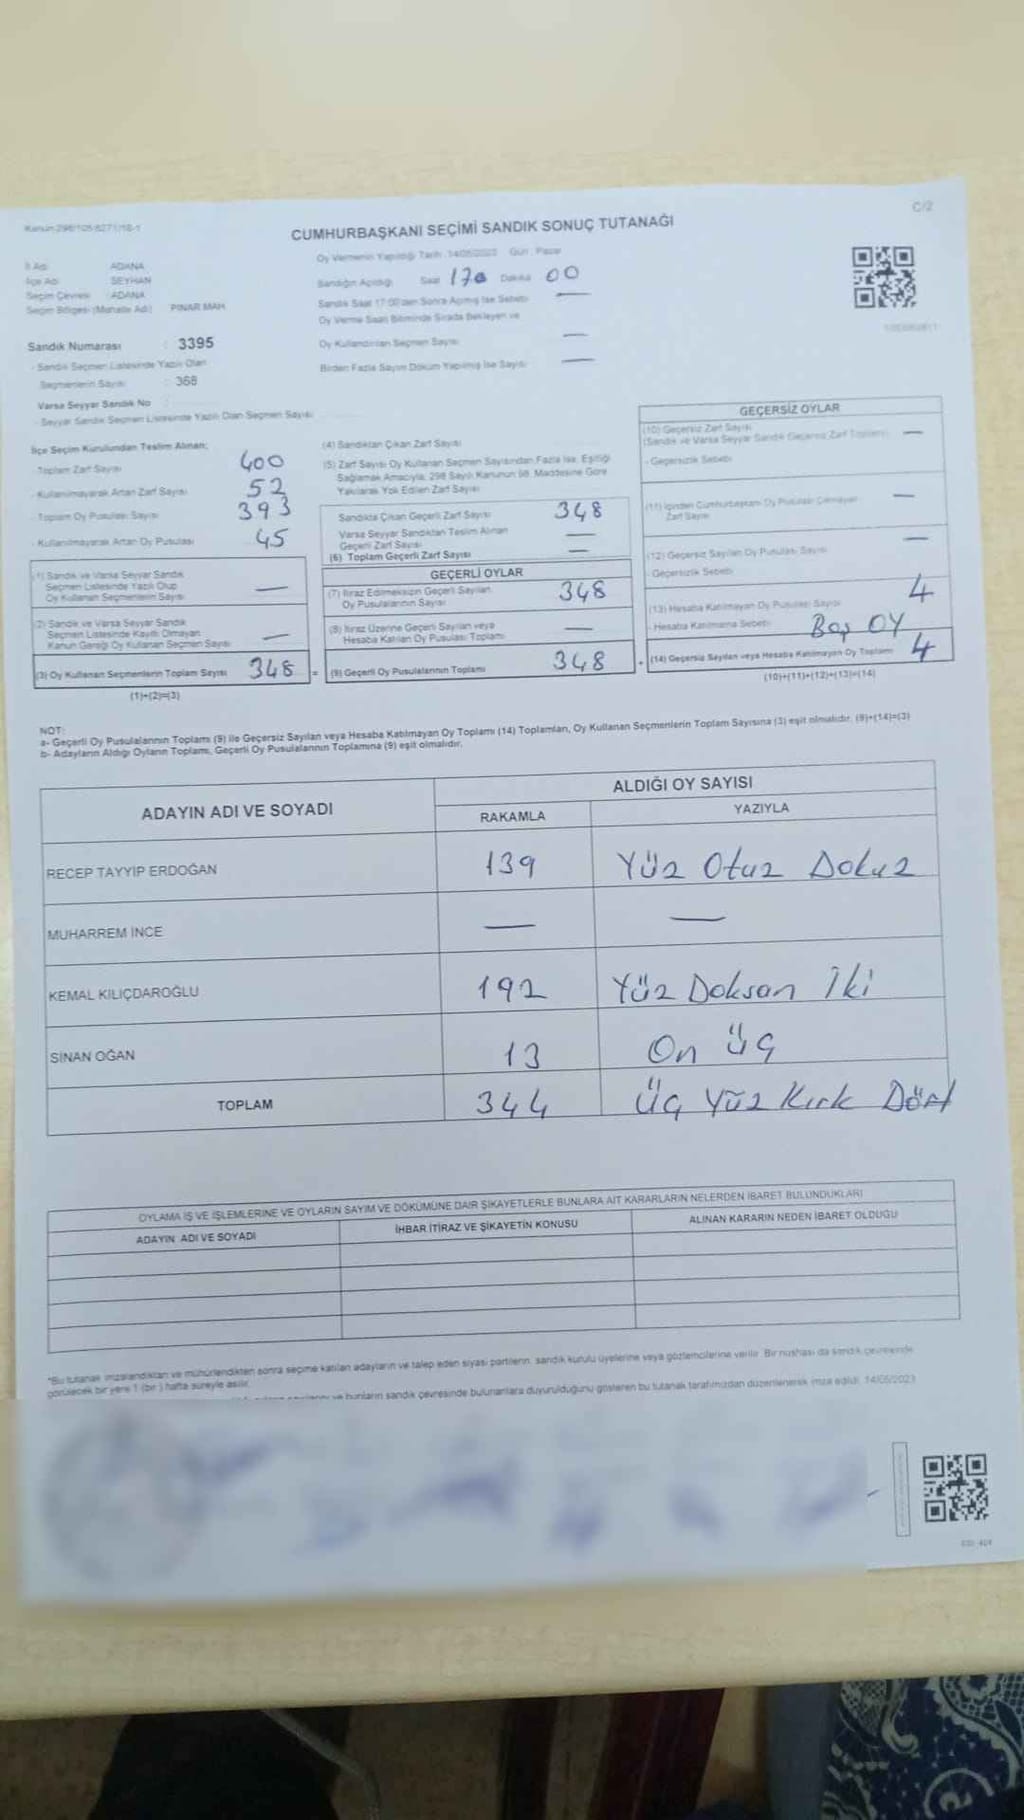 Kanun 298/105-6271/18-1
C/2
CUMHURBAŞKANI SEÇİMİ SANDIK SONUÇ TUTANAĞI
Oy Vermenin Yapıldığı Tarih 14/05/2023 Gün Pazar
İl Adı ADANA
İlçe Adı SEYHAN
Seçim Çevresi ADANA
Seçim Bölgesi (Mahalle Adı) PINAR MAH
Sandığın Açıldığı Saat Dakika 00
Sandık Saat 17:00'den Sonra Açılmış İse Sebebi —
Oy Verme Saati Bitiminde Sırada Bekleyen ve
Oy Kullandırılan Seçmen Sayısı —
Birden Fazla Sayım Döküm Yapılmış İse Sayısı —
Sandık Numarası : 3395
- Sandık Seçmen Listesinde Yazılı Olan
Seçmenlerin Sayısı : 368
Varsa Seyyar Sandık No
- Seyyar Sandık Seçmen Listesinde Yazılı Olan Seçmen Sayısı
İlçe Seçim Kurulundan Teslim Alınan:
- Toplam Zarf Sayısı 400
- Kullanılmayarak Artan Zarf Sayısı 52
- Toplam Oy Pusulası Sayısı 393
- Kullanılmayarak Artan Oy Pusulası 45
(1) Sandık ve Varsa Seyyar Sandık
Seçmen Listesinde Yazılı Olup
Oy Kullanan Seçmenlerin Sayısı —
(2) Sandık ve Varsa Seyyar Sandık
Seçmen Listesinde Kayıtlı Olmayan
Kanun Gereği Oy Kullanan Seçmen Sayısı —
(3) Oy Kullanan Seçmenlerin Toplam Sayısı 348 =
(1)+(2)=(3)
(4) Sandıktan Çıkan Zarf Sayısı
(5) Zarf Sayısı Oy Kullanan Seçmen Sayısından Fazla İse, Eşitliği
Sağlamak Amacıyla, 298 Sayılı Kanunun 98. Maddesine Göre
Yakılarak Yok Edilen Zarf Sayısı
Sandıkta Çıkan Geçerli Zarf Sayısı 348
Varsa Seyyar Sandıktan Teslim Alınan
Geçerli Zarf Sayısı —
(6) Toplam Geçerli Zarf Sayısı —
GEÇERLİ OYLAR
(7) İtiraz Edilmeksizin Geçerli Sayılan
Oy Pusulalarının Sayısı 348
(8) İtiraz Üzerine Geçerli Sayılan veya
Hesaba Katılan Oy Pusulası Toplamı —
(9) Geçerli Oy Pusulalarının Toplamı 348 +
GEÇERSİZ OYLAR
(10) Geçersiz Zarf Sayısı
(Sandık ve Varsa Seyyar Sandık Geçersiz Zarf Toplamı) —
- Geçersizlik Sebebi
(11) İçinden Cumhurbaşkanı Oy Pusulası Çıkmayan
Zarf Sayısı —
(12) Geçersiz Sayılan Oy Pusulası Sayısı —
- Geçersizlik Sebebi
(13) Hesaba Katılmayan Oy Pusulası Sayısı 4
- Hesaba Katılmama Sebebi Boş OY
(14) Geçersiz Sayılan veya Hesaba Katılmayan Oy Toplamı 4
(10)+(11)+(12)+(13)=(14)
NOT:
a- Geçerli Oy Pusulalarının Toplamı (9) ile Geçersiz Sayılan veya Hesaba Katılmayan Oy Toplamı (14) Toplamları, Oy Kullanan Seçmenlerin Toplam Sayısına (3) eşit olmalıdır. (9)+(14)=(3)
b- Adayların Aldığı Oyların Toplamı, Geçerli Oy Pusulalarının Toplamına (9) eşit olmalıdır.
ADAYIN ADI VE SOYADI
ALDIĞI OY SAYISI
RAKAMLA YAZIYLA
RECEP TAYYİP ERDOĞAN 139 Yüz Otuz Dokuz
MUHARREM İNCE — —
KEMAL KILIÇDAROĞLU 192 Yüz Doksan İki
SİNAN OĞAN 13 On üç
TOPLAM 344 Üç Yüz Kırk Dört
OYLAMA İŞ VE İŞLEMLERİNE VE OYLARIN SAYIM VE DÖKÜMÜNE DAİR ŞİKAYETLERLE BUNLARA AİT KARARLARIN NELERDEN İBARET BULUNDUKLARI
ADAYIN ADI VE SOYADI İHBAR İTİRAZ VE ŞİKAYETİN KONUSU ALINAN KARARIN NEDEN İBARET OLDUĞU
*Bu tutanak imzalandıktan ve mühürlendikten sonra seçime katılan adayların ve talep eden siyasi partilerin, sandık kurulu üyelerine veya gözlemcilerine verilir. Bir nüshası da sandık çevresinde
görülecek bir yere 1 (bir) hafta süreyle asılır.
ve bunların sandık çevresinde bulunanlara duyurulduğunu gösteren bu tutanak tarafımızdan düzenlenerek imza edildi. 14/05/2023